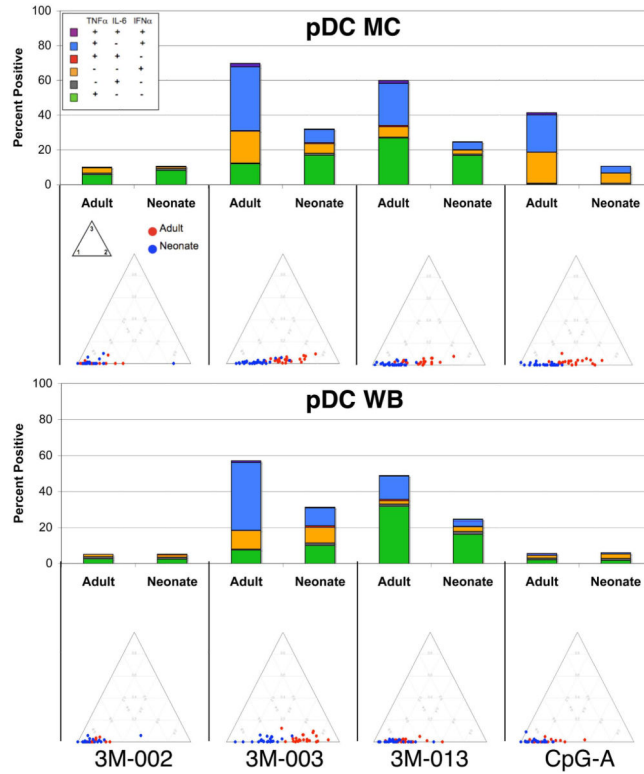 pDC MC
100
80
60
40
20
0
Percent Positive
TNFα IL-6 IFNα
+ + +
+ - +
+ + -
- - +
- + -
+ - -
Adult Neonate Adult Neonate Adult Neonate Adult Neonate
3
1 2
Adult
Neonate
pDC WB
100
80
60
40
20
0
Percent Positive
Adult Neonate Adult Neonate Adult Neonate Adult Neonate
3M-002 3M-003 3M-013 CpG-A